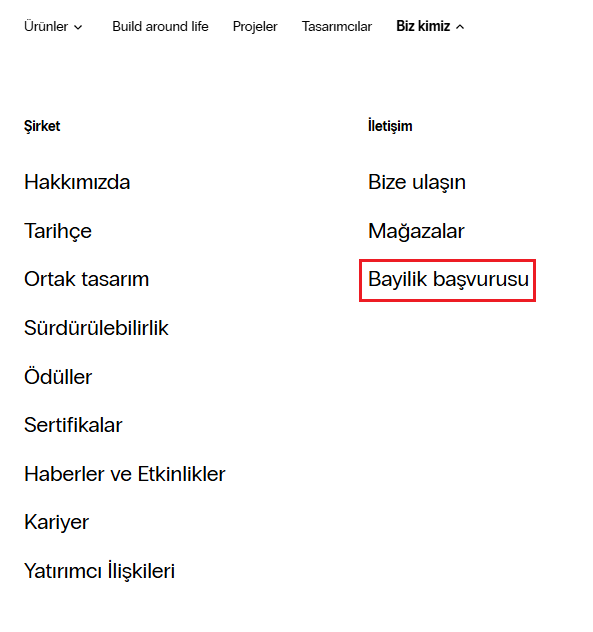 Ürünler
Build around life
Projeler
Tasarımcılar
Biz kimiz
Şirket
Hakkımızda
Tarihçe
Ortak tasarım
Sürdürülebilirlik
Ödüller
Sertifikalar
Haberler ve Etkinlikler
Kariyer
Yatırımcı İlişkileri
İletişim
Bize ulaşın
Mağazalar
Bayilik başvurusu